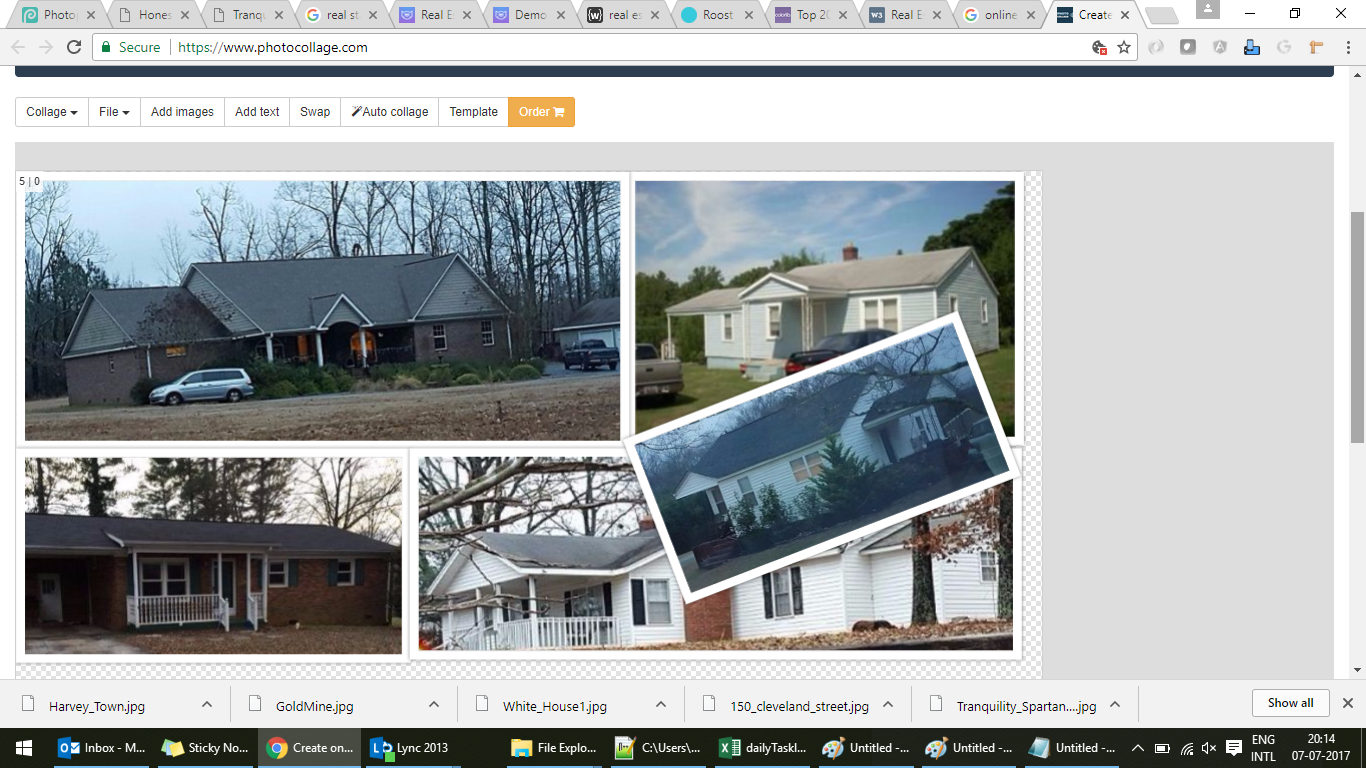 Photo
Hones
Tranq
real st
Real E
Demo
real es
Roost
Top 20
Real E
online
Create
Secure
https://www.photocollage.com
Collage
File
Add images
Add text
Swap
Auto collage
Template
Order
5 | 0
Harvey_Town.jpg
GoldMine.jpg
White_House1.jpg
150_cleveland_street.jpg
Tranquility_Spartan....jpg
Show all
Inbox - M...
Sticky No...
Create on...
Lync 2013
File Explo...
C:\Users\...
dailyTaskl...
Untitled -...
Untitled -...
Untitled -...
ENG
INTL
20:14
07-07-2017